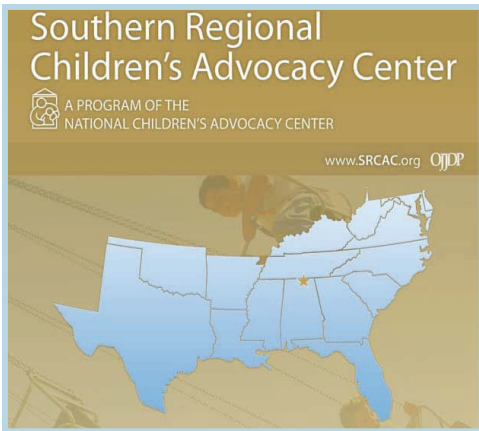 Southern Regional
Children's Advocacy Center
A PROGRAM OF THE
NATIONAL CHILDREN'S ADVOCACY CENTER
www.SRCAC.org OJJDP